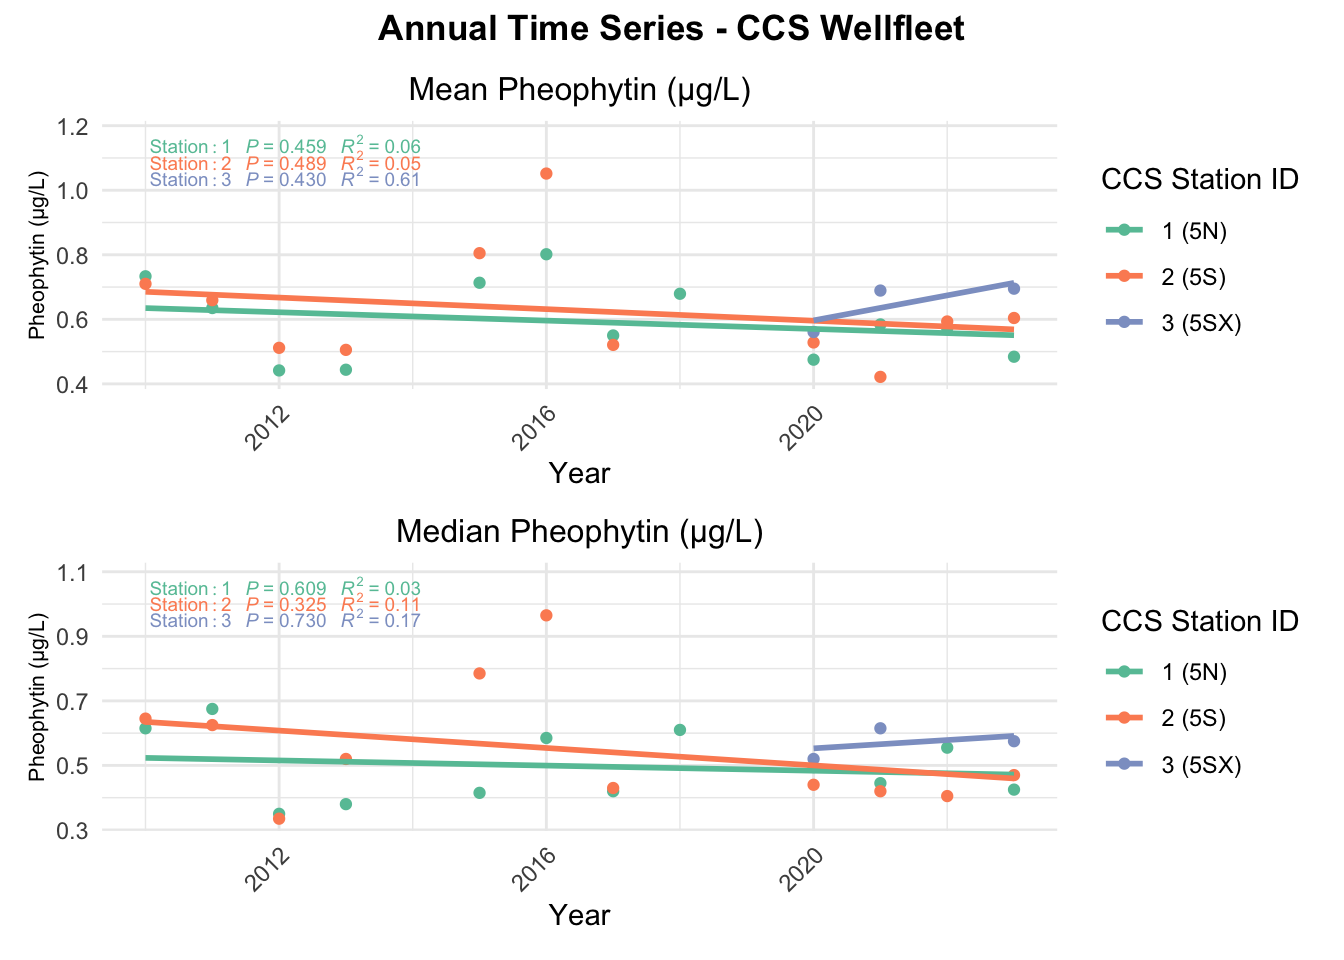 Annual Time Series - CCS Wellfleet
Mean Pheophytin (µg/L)
Pheophytin (µg/L)
1.2
1.0
0.8
0.6
0.4
Station: 1 P = 0.459 R² = 0.06
Station: 2 P = 0.489 R² = 0.05
Station: 3 P = 0.430 R² = 0.61
2012
2016
2020
Year
CCS Station ID
1 (5N)
2 (5S)
3 (5SX)
Median Pheophytin (µg/L)
Pheophytin (µg/L)
1.1
0.9
0.7
0.5
0.3
Station: 1 P = 0.609 R² = 0.03
Station: 2 P = 0.325 R² = 0.11
Station: 3 P = 0.730 R² = 0.17
2012
2016
2020
Year
CCS Station ID
1 (5N)
2 (5S)
3 (5SX)